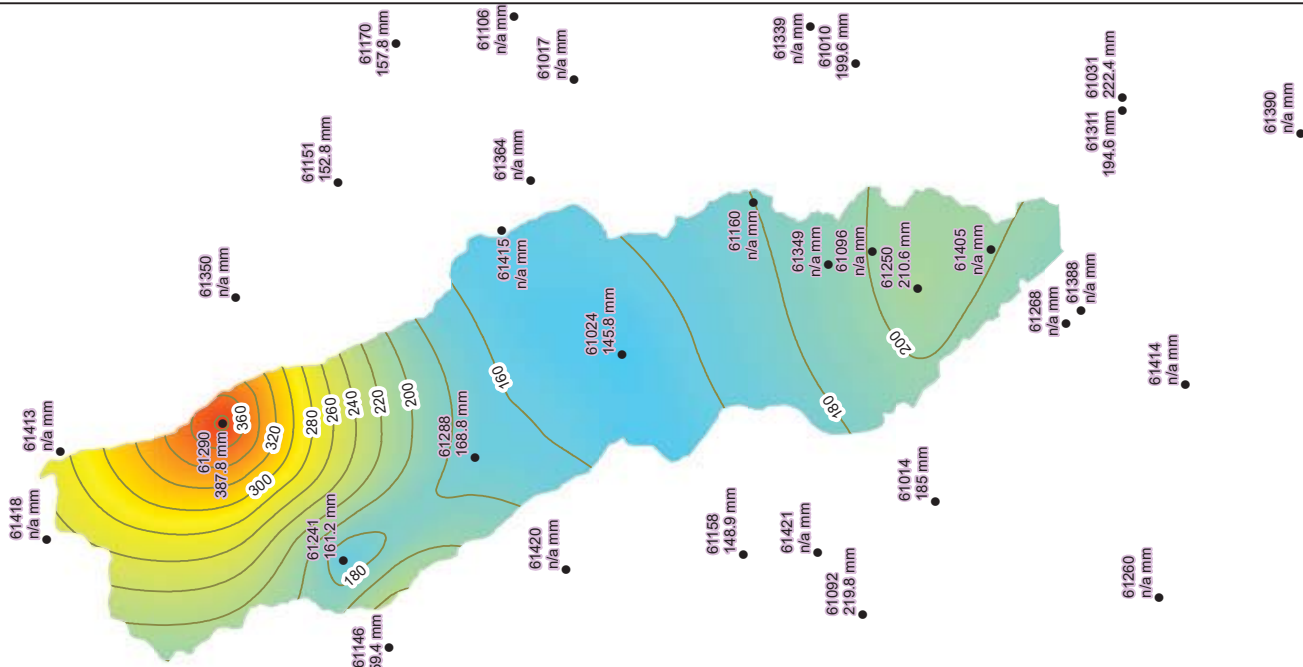 61106
n/a mm
61170
157.8 mm
61017
n/a mm
61339
n/a mm
61010
199.6 mm
61031
222.4 mm
61311
194.6 mm
61390
n/a mm
61151
152.8 mm
61364
n/a mm
61160
n/a mm
61415
n/a mm
61349
n/a mm
61096
n/a mm
61250
210.6 mm
61405
n/a mm
61350
n/a mm
61268
n/a mm
61388
n/a mm
61024
145.8 mm
200
61414
n/a mm
160
180
200
220
240
260
280
360
320
300
61413
n/a mm
61290
387.8 mm
61288
168.8 mm
61418
n/a mm
61241
161.2 mm
180
61014
185 mm
61420
n/a mm
61158
148.9 mm
61421
n/a mm
61092
219.8 mm
61260
n/a mm
61146